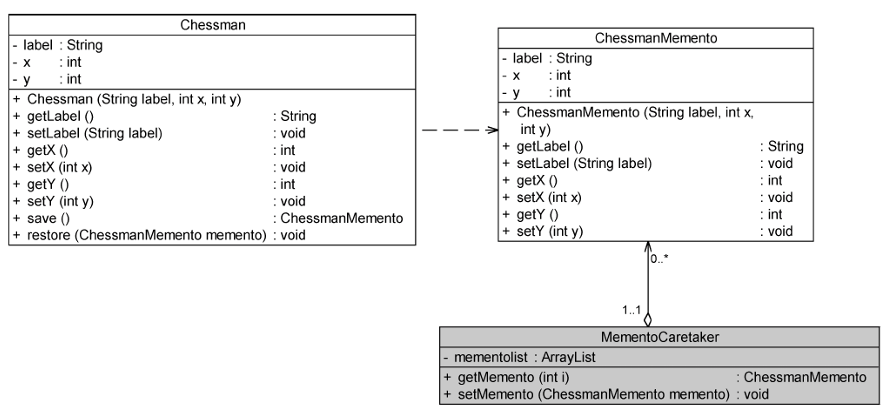 Chessman
- label : String
- x : int
- y : int
+ Chessman (String label, int x, int y)
+ getLabel () : String
+ setLabel (String label) : void
+ getX () : int
+ setX (int x) : void
+ getY () : int
+ setY (int y) : void
+ save () : ChessmanMemento
+ restore (ChessmanMemento memento) : void
ChessmanMemento
- label : String
- x : int
- y : int
+ ChessmanMemento (String label, int x,
int y)
+ getLabel () : String
+ setLabel (String label) : void
+ getX () : int
+ setX (int x) : void
+ getY () : int
+ setY (int y) : void
0..*
1..1
MementoCaretaker
- mementolist : ArrayList
+ getMemento (int i) : ChessmanMemento
+ setMemento (ChessmanMemento memento) : void